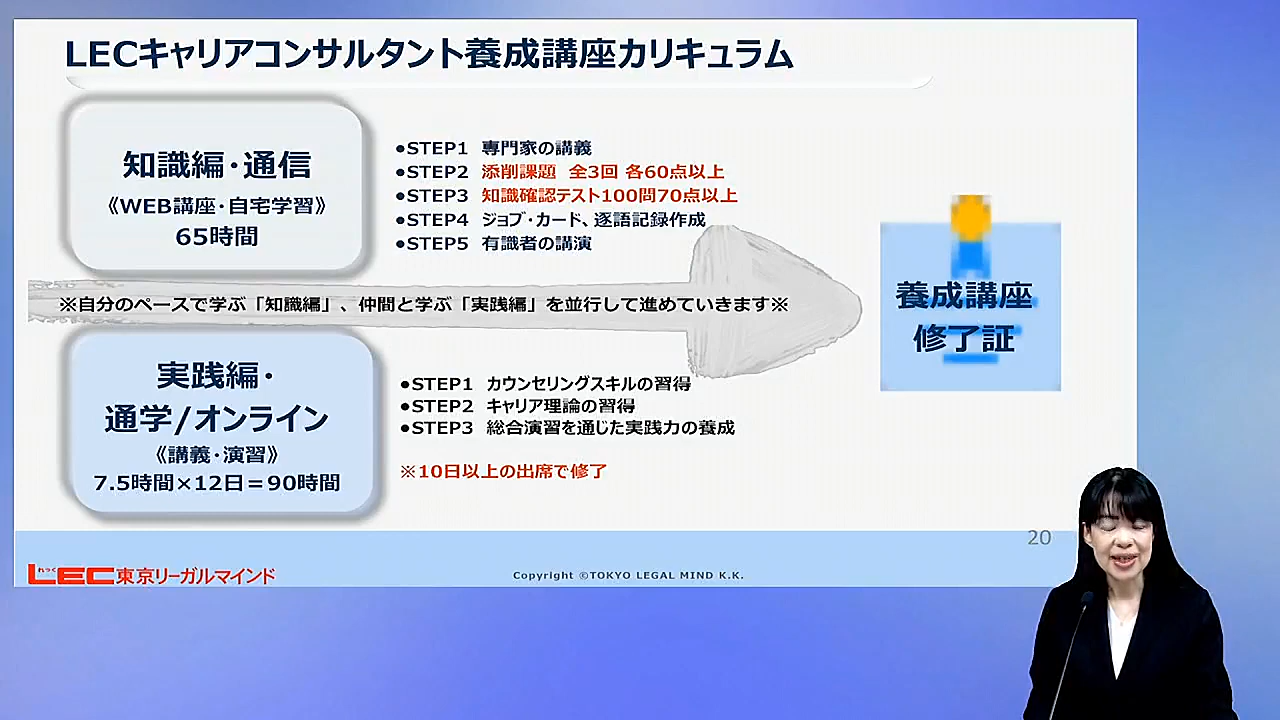 LECキャリアコンサルタント養成講座カリキュラム
知識編・通信
《WEB講座・自宅学習》
65時間
●STEP1 専門家の講義
●STEP2 添削課題 全3回 各60点以上
●STEP3 知識確認テスト100問70点以上
●STEP4 ジョブ・カード、逐語記録作成
●STEP5 有識者の講演
※自分のペースで学ぶ「知識編」、仲間と学ぶ「実践編」を並行して進めていきます※
養成講座
修了証
実践編・
通学/オンライン
《講義・演習》
7.5時間×12日＝90時間
●STEP1 カウンセリングスキルの習得
●STEP2 キャリア理論の習得
●STEP3 総合演習を通じた実践力の養成
※10日以上の出席で修了
20
れっく
LEC東京リーガルマインド
Copyright ©TOKYO LEGAL MIND K.K.